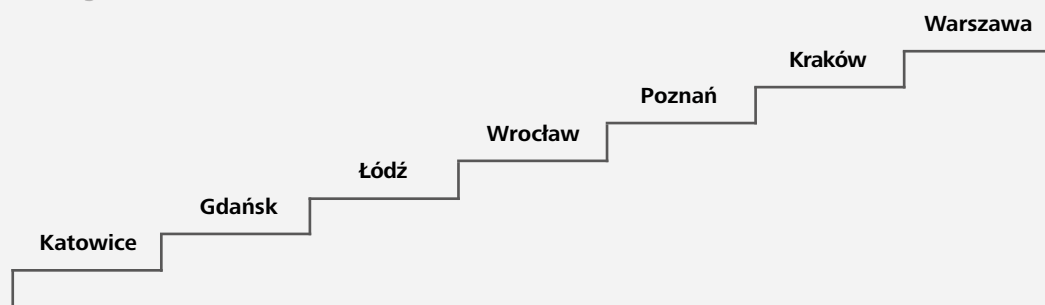 Warszawa
Kraków
Poznań
Wrocław
Łódź
Gdańsk
Katowice